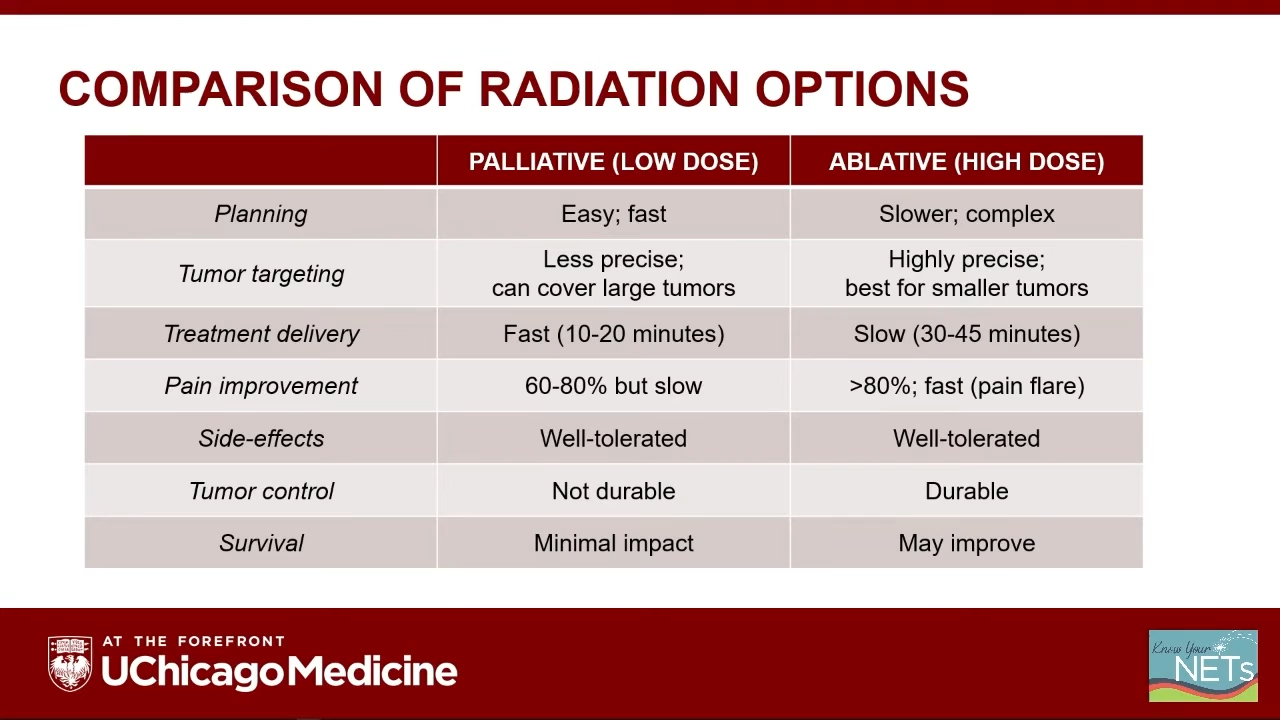 COMPARISON OF RADIATION OPTIONS
PALLIATIVE (LOW DOSE) ABLATIVE (HIGH DOSE)
Planning Easy; fast Slower; complex
Tumor targeting Less precise; Highly precise;
can cover large tumors best for smaller tumors
Treatment delivery Fast (10-20 minutes) Slow (30-45 minutes)
Pain improvement 60-80% but slow >80%; fast (pain flare)
Side-effects Well-tolerated Well-tolerated
Tumor control Not durable Durable
Survival Minimal impact May improve
AT THE FOREFRONT
UChicagoMedicine
Know Your
NETs